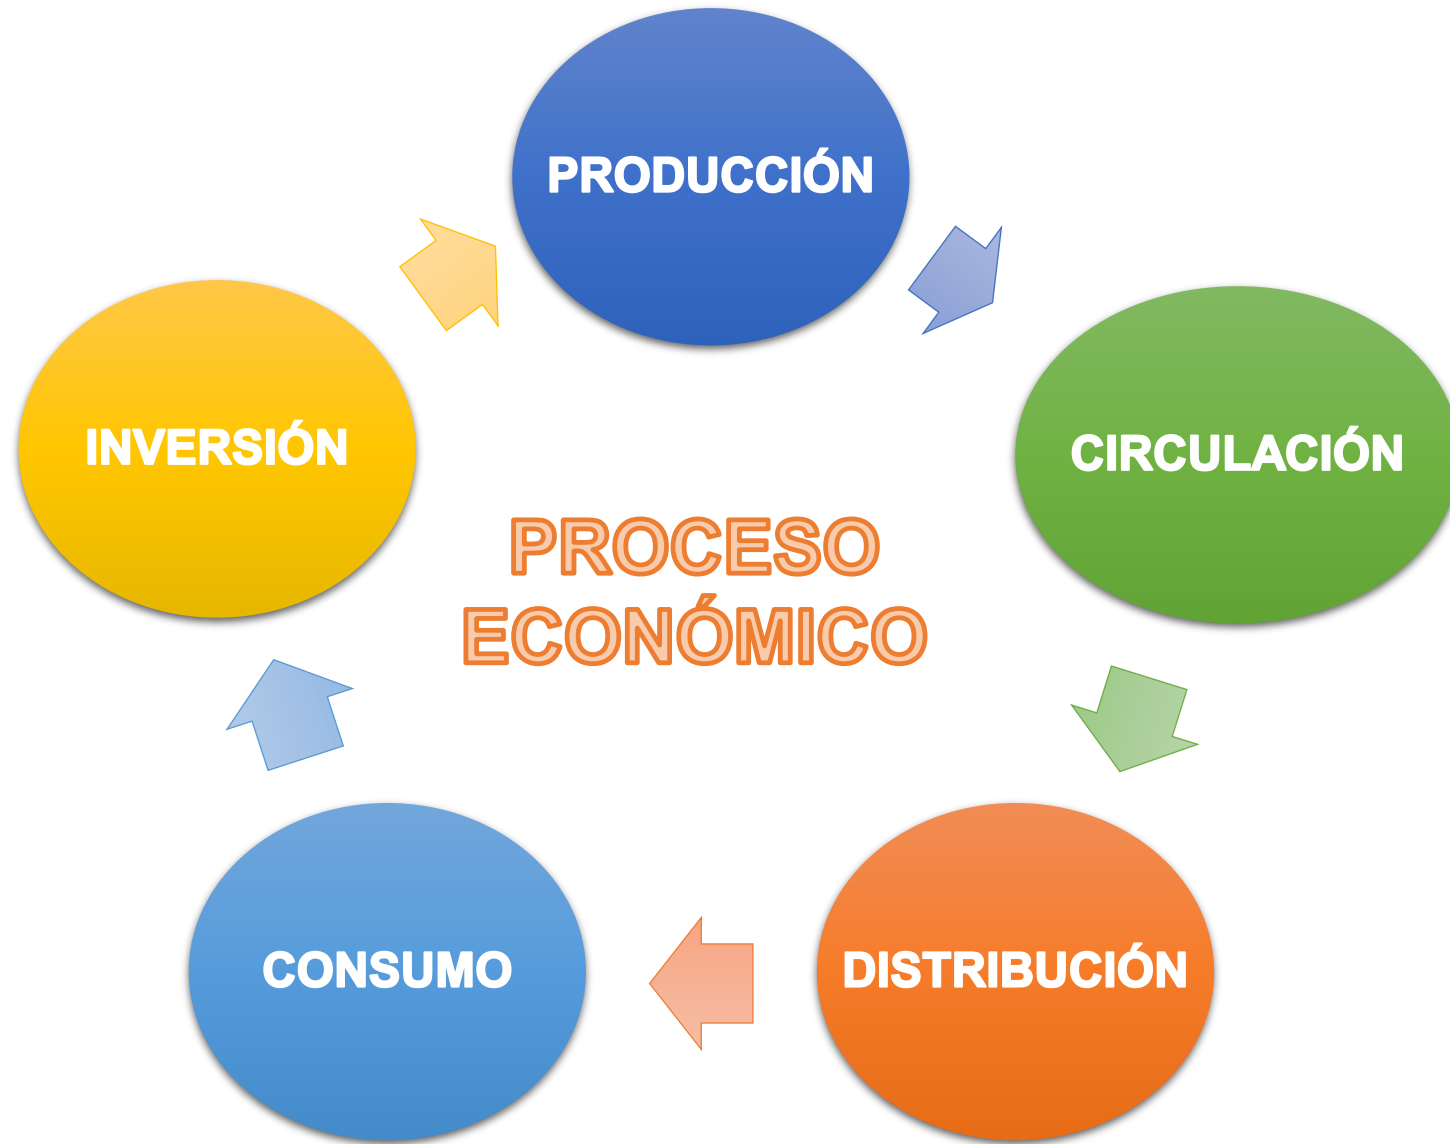 PRODUCCIÓN
CIRCULACIÓN
DISTRIBUCIÓN
CONSUMO
INVERSIÓN
PROCESO
ECONÓMICO